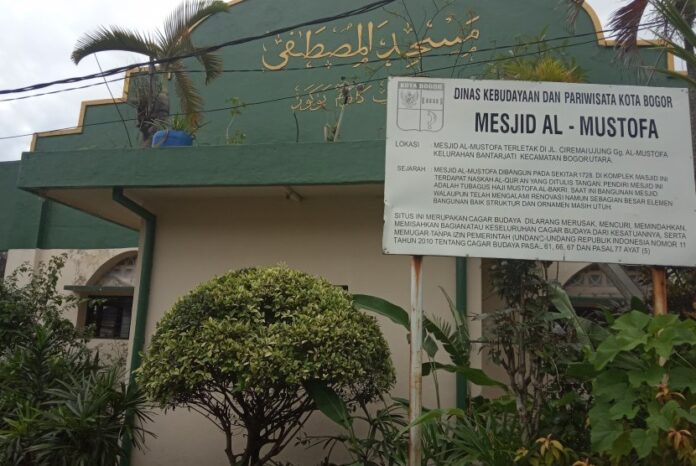 مسجد المصطفى
KOTA BOGOR
DINAS KEBUDAYAAN DAN PARIWISATA KOTA BOGOR
MESJID AL - MUSTOFA
LOKASI : MESJID AL-MUSTOFA TERLETAK DI JL. CIREMAI UJUNG Gg. AL-MUSTOFA
KELURAHAN BANTARJATI KECAMATAN BOGOR UTARA.
SEJARAH : MESJID AL-MUSTOFA DIBANGUN PADA SEKITAR 1728. DI KOMPLEK MASJID INI
TERDAPAT NASKAH AL-QUR'AN YANG DITULIS TANGAN. PENDIRI MESJID INI
ADALAH TUBAGUS HAJI MUSTOFA AL-BAKRI. SAAT INI BANGUNAN MESJID
WALAUPUN TELAH MENGALAMI RENOVASI NAMUN SEBAGIAN BESAR ELEMEN
BANGUNAN BAIK STRUKTUR DAN ORNAMEN MASIH UTUH.
SITUS INI MERUPAKAN CAGAR BUDAYA DILARANG MERUSAK, MENCURI, MEMINDAHKAN,
MEMISAHKAN BAGIAN ATAU KESELURUHAN CAGAR BUDAYA DARI KESATUANNYA, SERTA
MEMUGAR TANPA IZIN PEMERINTAH (UNDANG-UNDANG REPUBLIK INDONESIA NOMOR 11
TAHUN 2010 TENTANG CAGAR BUDAYA PASAL, 61, 66, 67 DAN PASAL 77 AYAT (5)